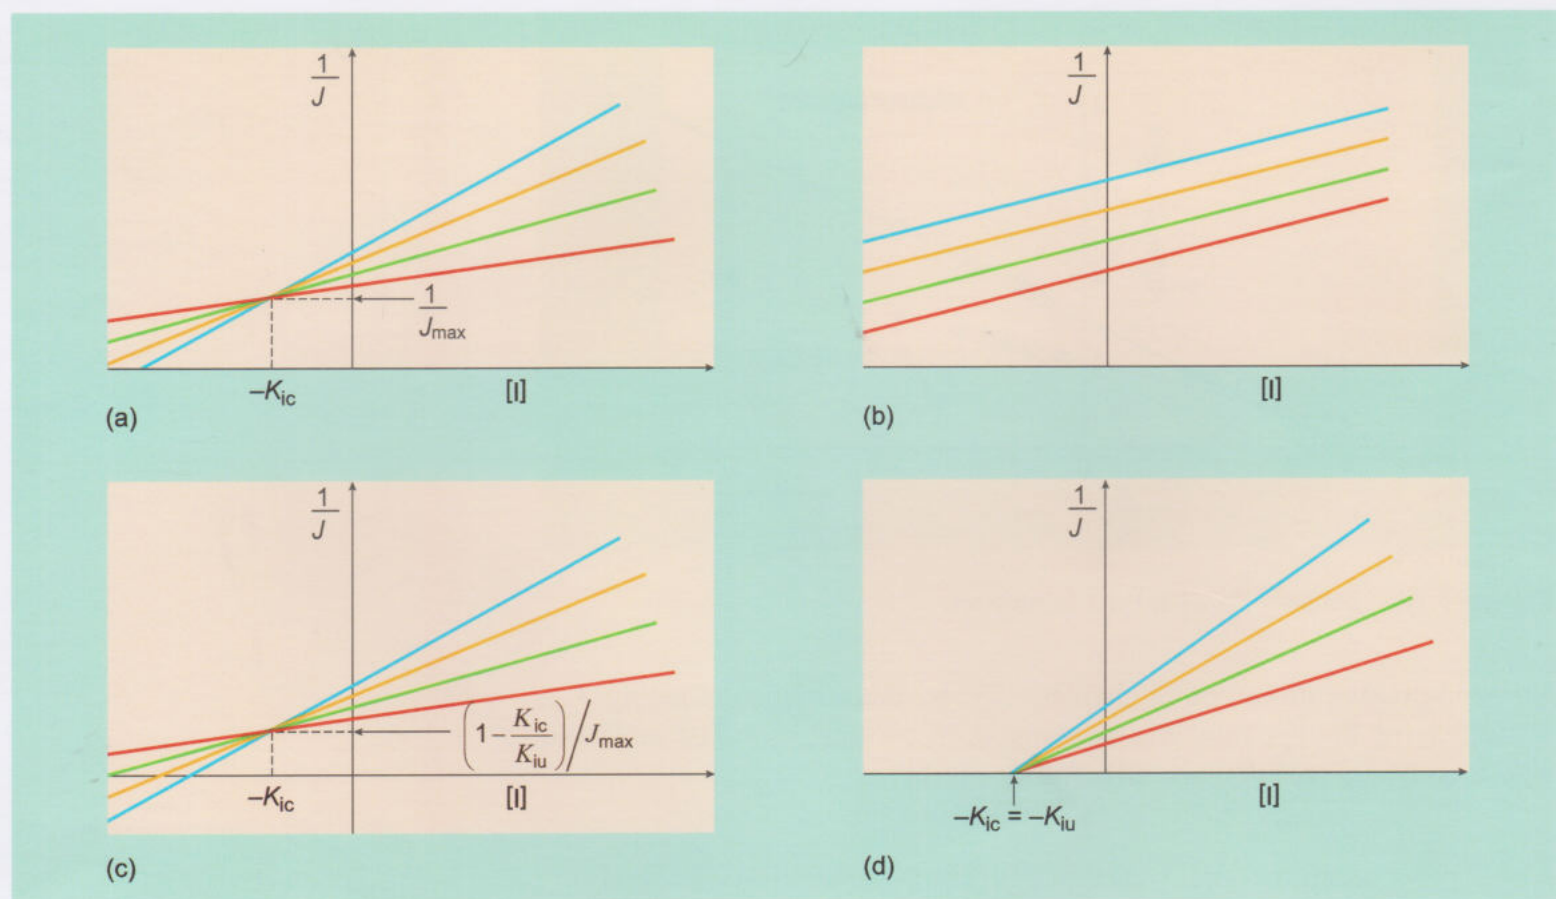 1/J
1/J_max
–K_ic
[I]
(a)
1/J
[I]
(b)
1/J
(1 – K_ic/K_iu)/J_max
–K_ic
[I]
(c)
1/J
[I]
–K_ic = –K_iu
(d)